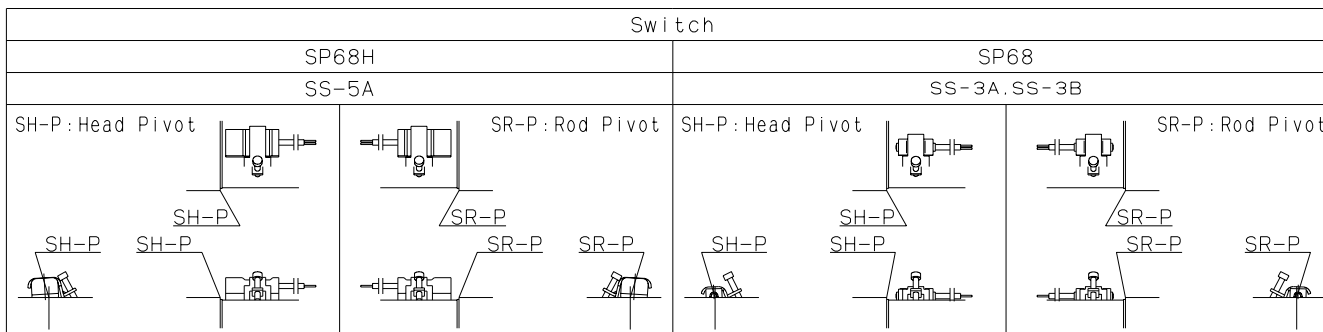 Switch
SP68H
SP68
SS-5A
SS-3A.SS-3B
SH-P:Head Pivot
SR-P:Rod Pivot
SH-P:Head Pivot
SR-P:Rod Pivot
SH-P
SR-P
SH-P
SR-P
SH-P
SH-P
SR-P
SR-P
SH-P
SH-P
SR-P
SR-P